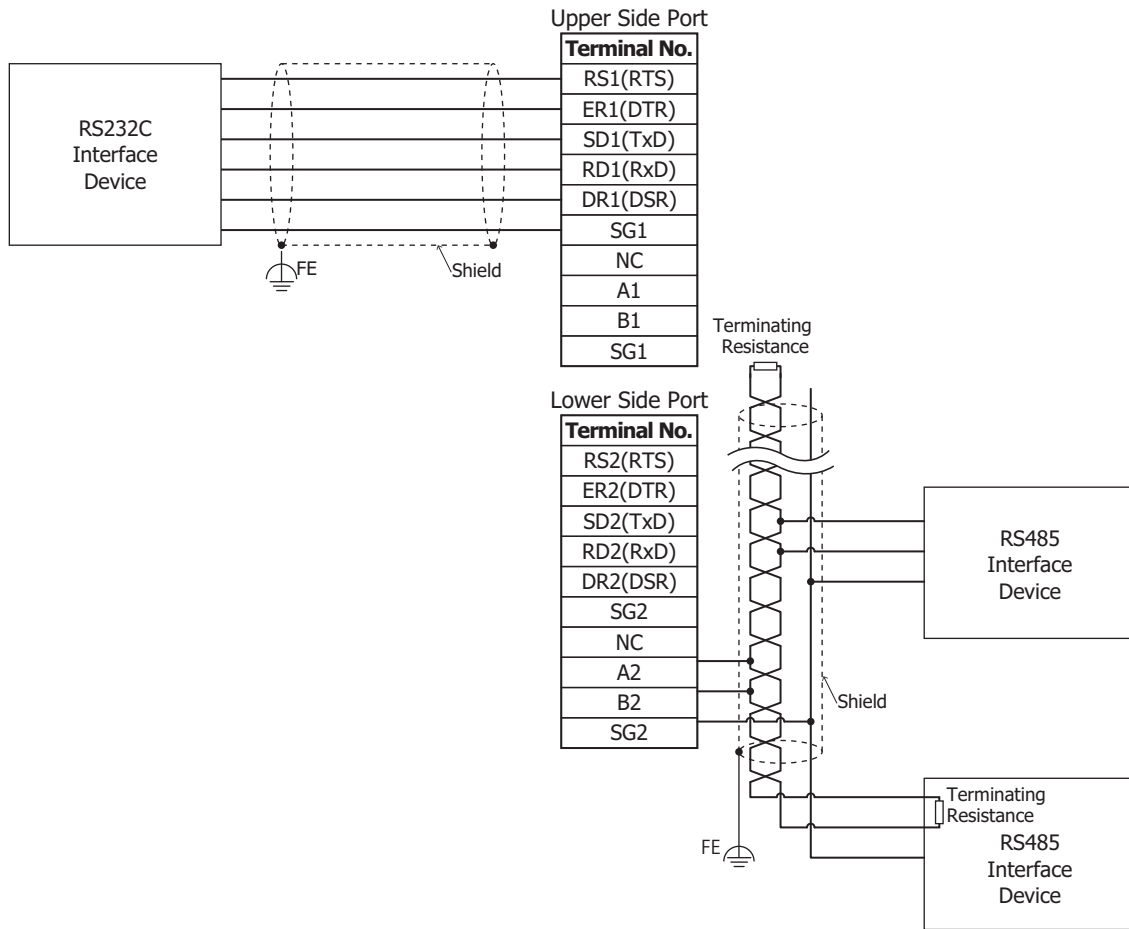 Upper Side Port
Terminal No.
RS1(RTS)
ER1(DTR)
SD1(TxD)
RD1(RxD)
DR1(DSR)
SG1
NC
A1
B1
SG1
RS232C
Interface
Device
FE
Shield
Terminating
Resistance
Lower Side Port
Terminal No.
RS2(RTS)
ER2(DTR)
SD2(TxD)
RD2(RxD)
DR2(DSR)
SG2
NC
A2
B2
SG2
RS485
Interface
Device
Shield
FE
Terminating
Resistance
RS485
Interface
Device